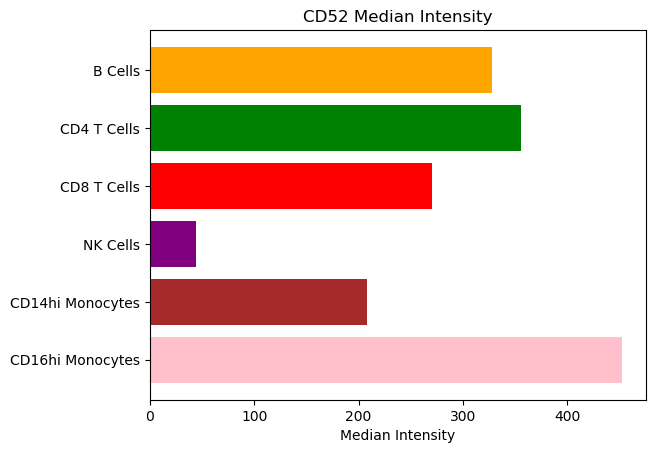 CD52 Median Intensity
B Cells
CD4 T Cells
CD8 T Cells
NK Cells
CD14hi Monocytes
CD16hi Monocytes
0 100 200 300 400
Median Intensity